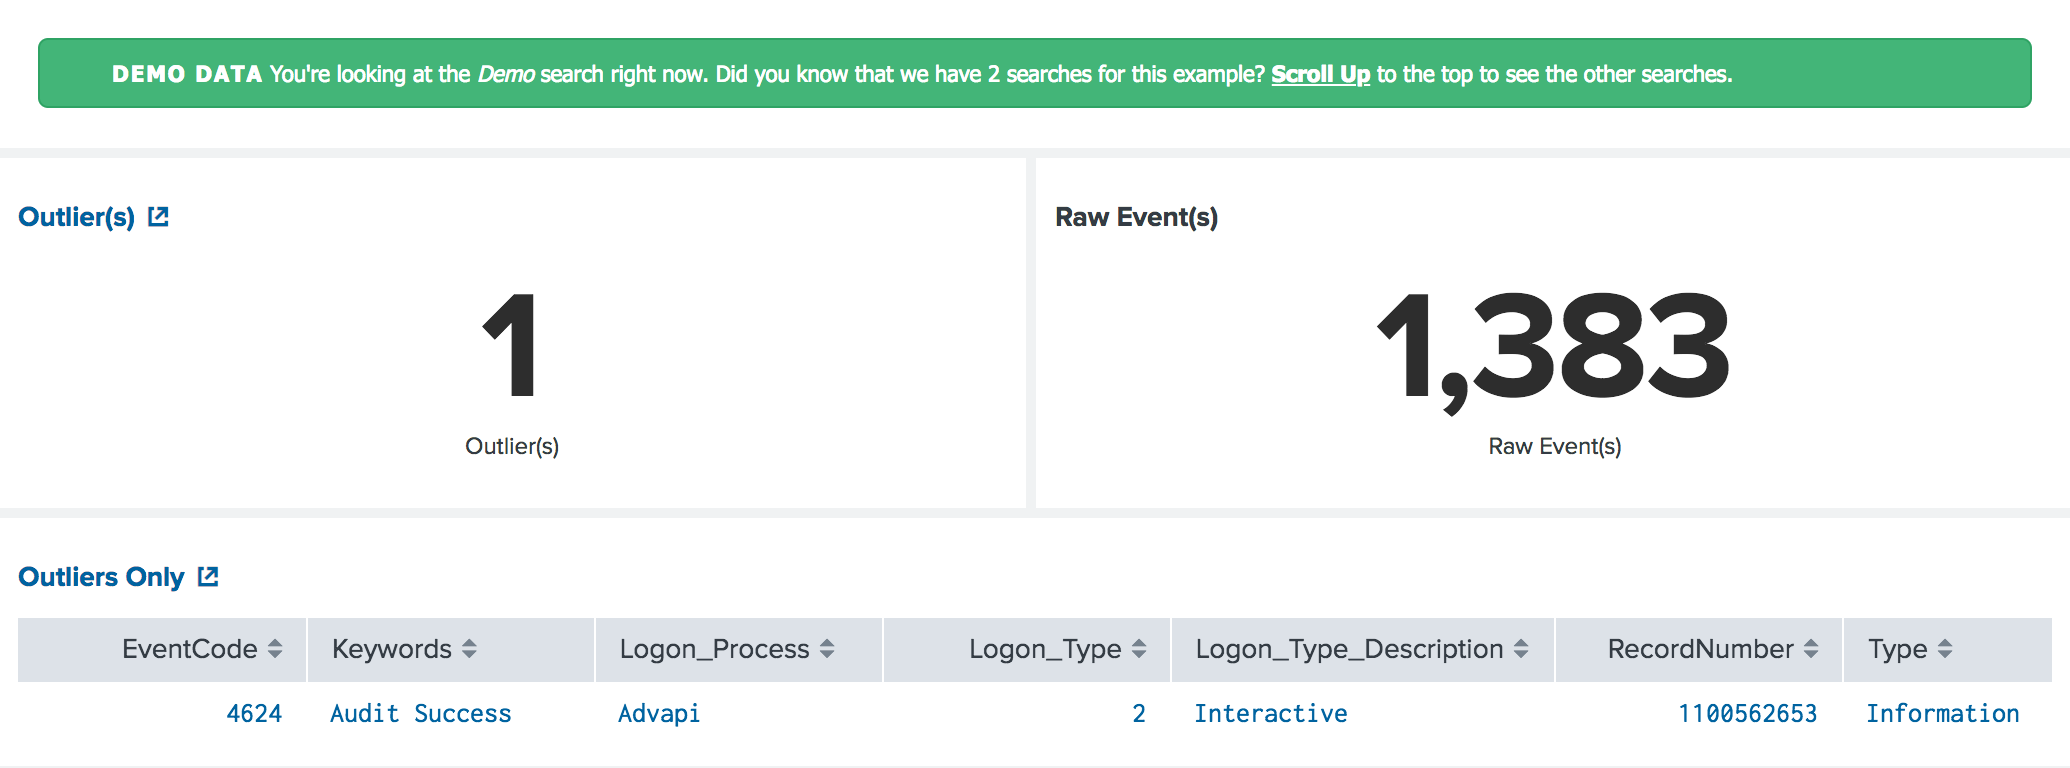 DEMO DATA You're looking at the Demo search right now. Did you know that we have 2 searches for this example? Scroll Up to the top to see the other searches.
Outlier(s)
1
Outlier(s)
Raw Event(s)
1,383
Raw Event(s)
Outliers Only
EventCode Keywords Logon_Process Logon_Type Logon_Type_Description RecordNumber Type
4624 Audit Success Advapi 2 Interactive 1100562653 Information